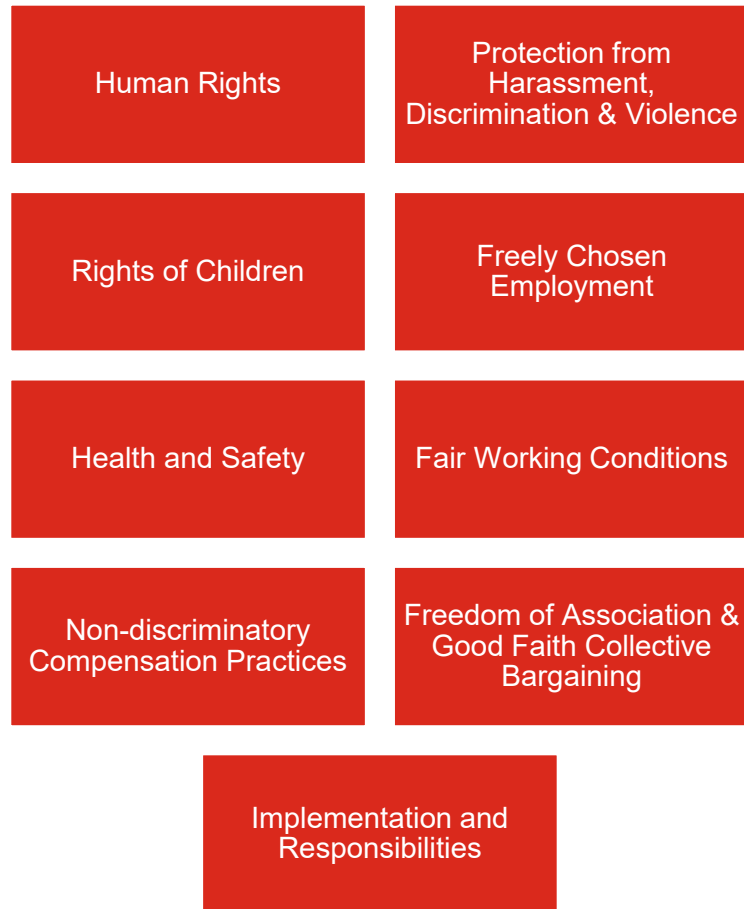 Human Rights
Protection from
Harassment,
Discrimination & Violence
Rights of Children
Freely Chosen
Employment
Health and Safety
Fair Working Conditions
Non-discriminatory
Compensation Practices
Freedom of Association &
Good Faith Collective
Bargaining
Implementation and
Responsibilities